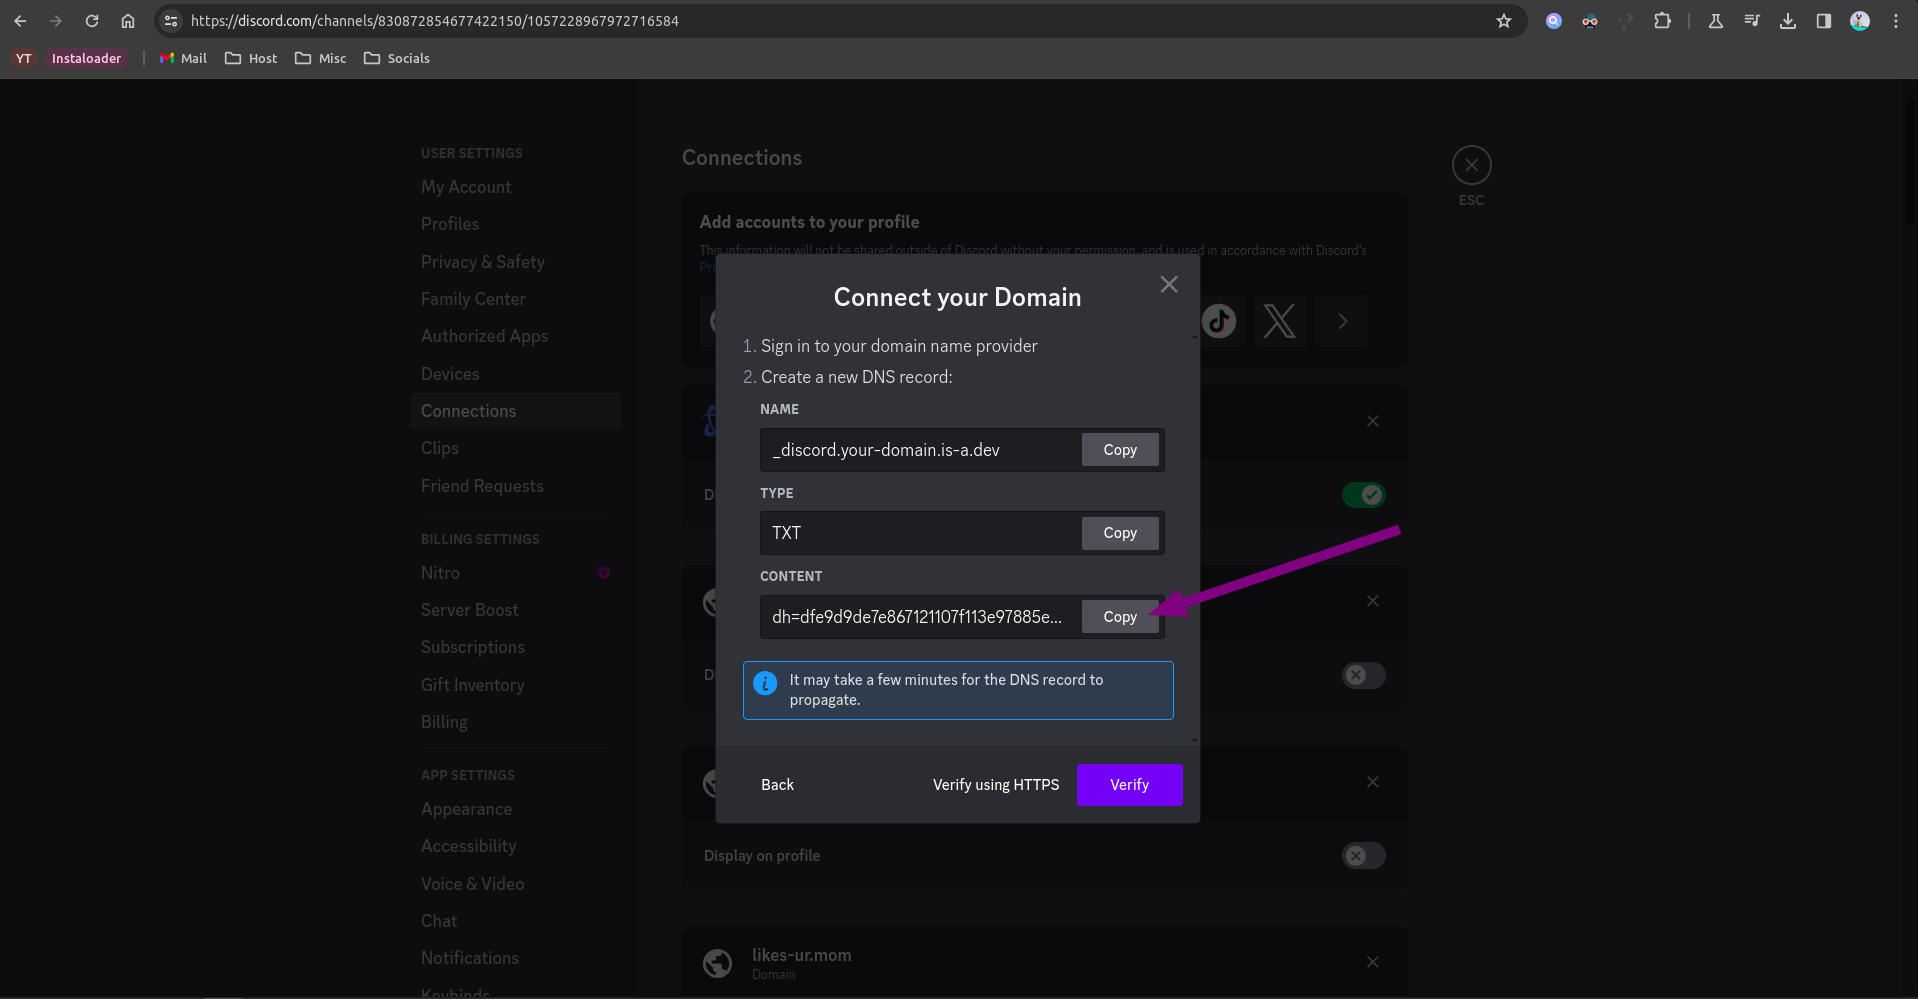 https://discord.com/channels/830872854677422150/1057228967972716584
YT
Instaloader
Mail
Host
Misc
Socials
USER SETTINGS
My Account
Profiles
Privacy & Safety
Family Center
Authorized Apps
Devices
Connections
Clips
Friend Requests
BILLING SETTINGS
Nitro
Server Boost
Subscriptions
Gift Inventory
Billing
APP SETTINGS
Appearance
Accessibility
Voice & Video
Chat
Notifications
Keybinds
Connections
Add accounts to your profile
This information will not be shared outside of Discord without your permission, and is used in accordance with Discord's
Pri
ESC
Connect your Domain
1. Sign in to your domain name provider
2. Create a new DNS record:
NAME
_discord.your-domain.is-a.dev
Copy
TYPE
TXT
Copy
CONTENT
dh=dfe9d9de7e867121107f113e97885e...
Copy
It may take a few minutes for the DNS record to
propagate.
Back
Verify using HTTPS
Verify
D
D
Display on profile
likes-ur.mom
Domain